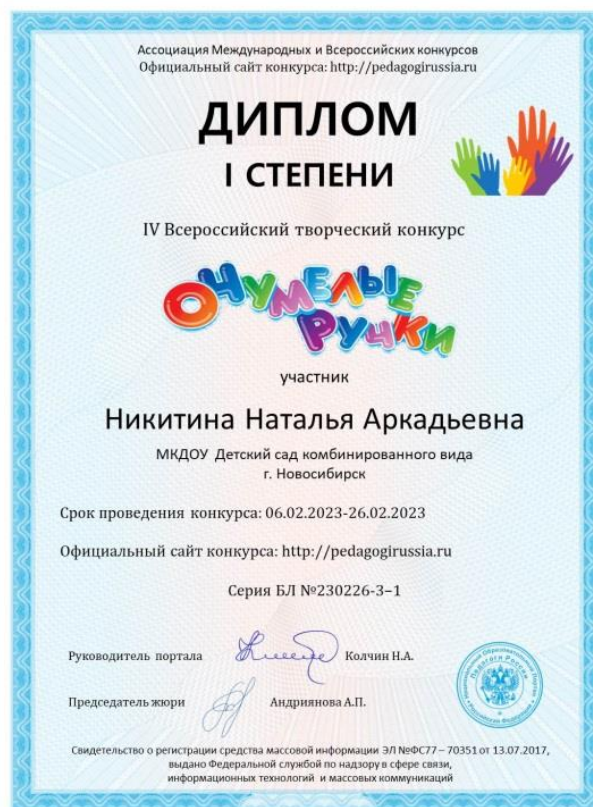 Ассоциация Международных и Всероссийских конкурсов
Официальный сайт конкурса: http://pedagogirussia.ru
ДИПЛОМ
I СТЕПЕНИ
IV Всероссийский творческий конкурс
ОЧУМЕЛЫЕ
РУЧКИ
участник
Никитина Наталья Аркадьевна
МКДОУ Детский сад комбинированного вида
г. Новосибирск
Срок проведения конкурса: 06.02.2023-26.02.2023
Официальный сайт конкурса: http://pedagogirussia.ru
Серия БЛ №230226-3–1
Руководитель портала Колчин Н.А.
Председатель жюри Андриянова А.П.
Педагоги России
Свидетельство о регистрации средства массовой информации ЭЛ №ФС77 – 70351 от 13.07.2017,
выдано Федеральной службой по надзору в сфере связи,
информационных технологий и массовых коммуникаций